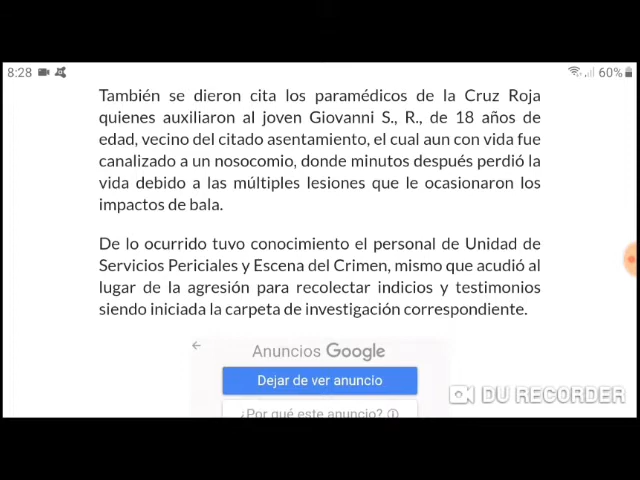 8:28
60%
También se dieron cita los paramédicos de la Cruz Roja
quienes auxiliaron al joven Giovanni S., R., de 18 años de
edad, vecino del citado asentamiento, el cual aun con vida fue
canalizado a un nosocomio, donde minutos después perdió la
vida debido a las múltiples lesiones que le ocasionaron los
impactos de bala.
De lo ocurrido tuvo conocimiento el personal de Unidad de
Servicios Periciales y Escena del Crimen, mismo que acudió al
lugar de la agresión para recolectar indicios y testimonios
siendo iniciada la carpeta de investigación correspondiente.
Anuncios Google
Dejar de ver anuncio
¿Por qué este anuncio?
DU RECORDER